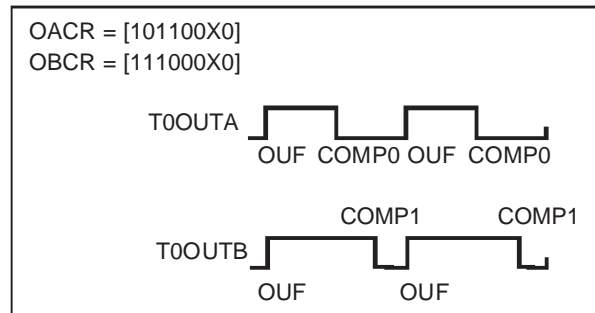 OACR = [101100X0]
OBCR = [111000X0]
T0OUTA
OUF COMP0 OUF COMP0
COMP1 COMP1
T0OUTB
OUF OUF